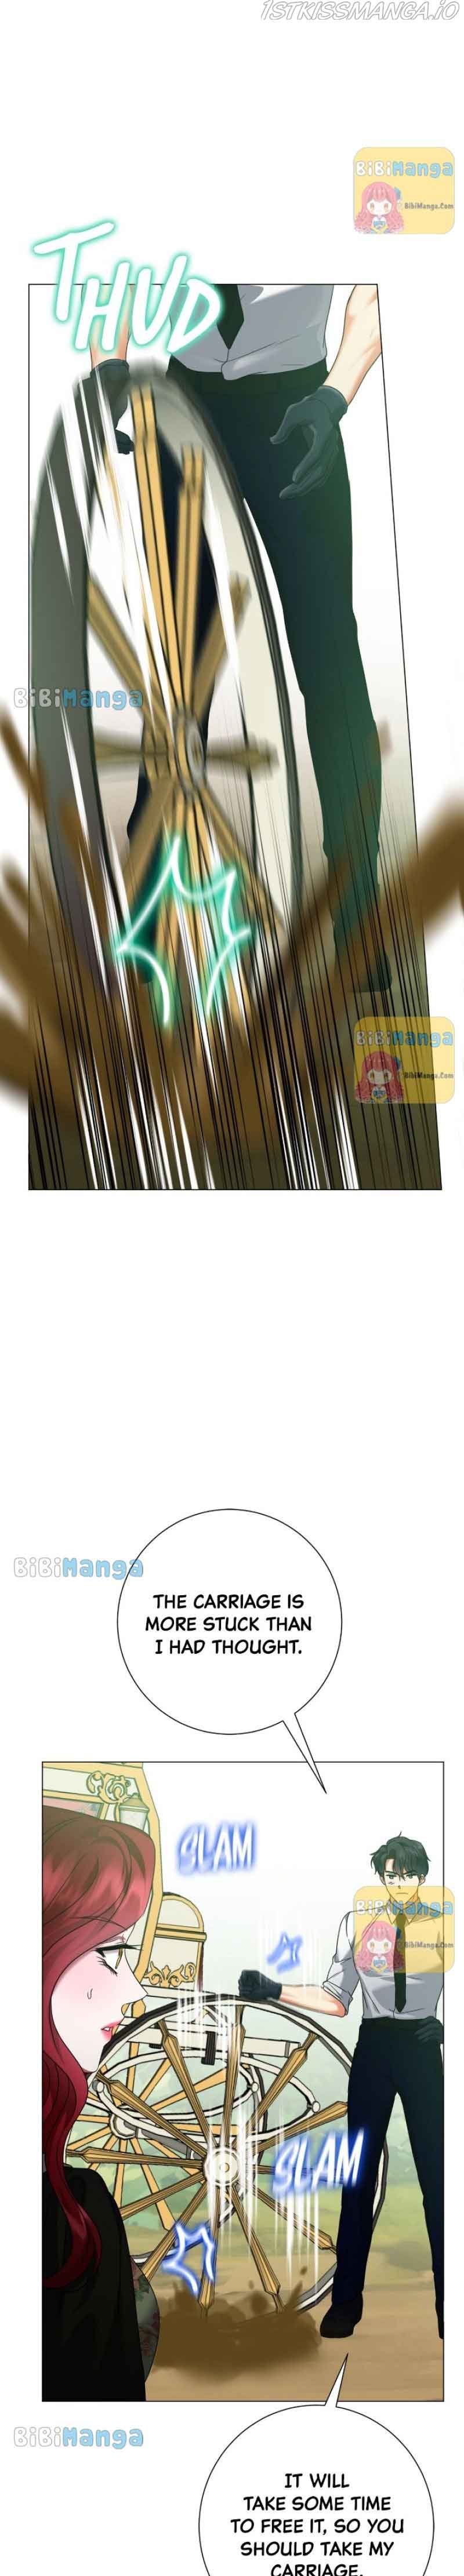 1STKISSMANGA.iO
BiBiManga
BibiManga.Com
THUD
BiBiManga
BiBiManga
BibiManga.Com
BiBiManga
THE CARRIAGE IS
MORE STUCK THAN
I HAD THOUGHT.
SLAM
BiBiManga
BibiManga.Com
SLAM
BiBiManga
IT WILL
TAKE SOME TIME
TO FREE IT, SO YOU
SHOULD TAKE MY
CARRIAGE.